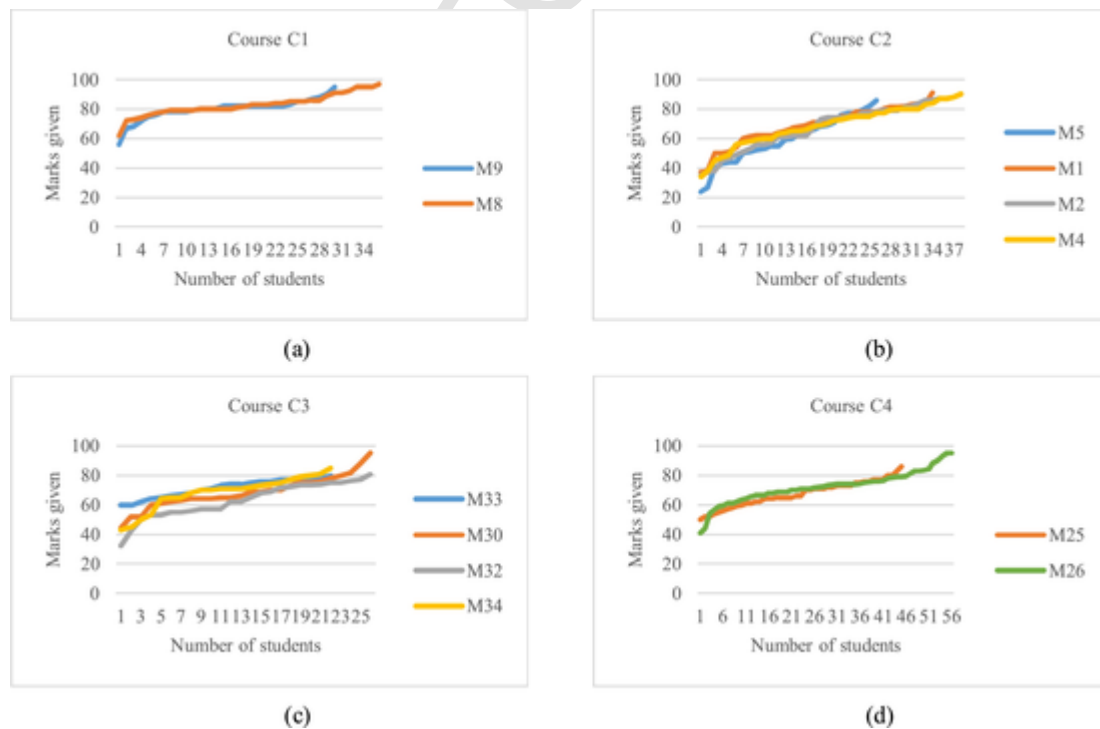 Course C1
100
80
60
40
20
0
Marks given
1 4 7 10 13 16 19 22 25 28 31 34
Number of students
M9
M8
(a)
Course C2
100
80
60
40
20
0
Marks given
1 4 7 10 13 16 19 22 25 28 31 34 37
Number of students
M5
M1
M2
M4
(b)
Course C3
100
80
60
40
20
0
Marks given
1 3 5 7 9 11 13 15 17 19 21 23 25
Number of students
M33
M30
M32
M34
(c)
Course C4
100
80
60
40
20
0
Marks given
1 6 11 16 21 26 31 36 41 46 51 56
Number of students
M25
M26
(d)